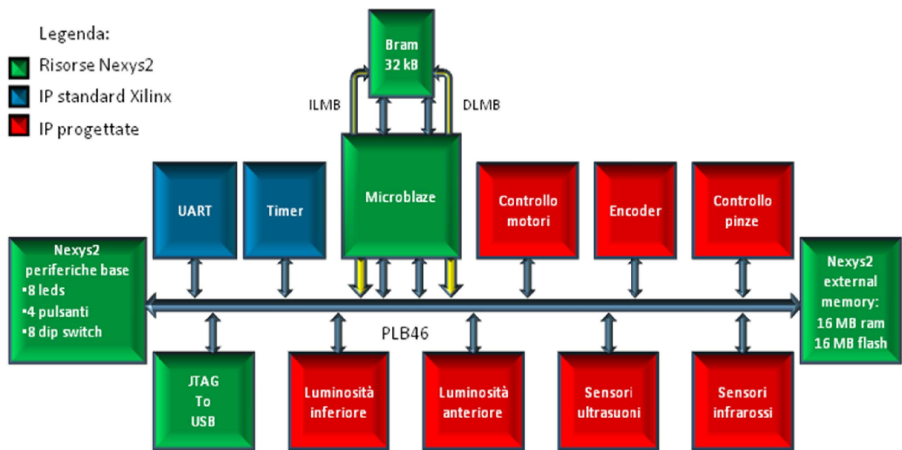 Legenda:
Risorse Nexys2
IP standard Xilinx
IP progettate
Bram
32 kB
ILMB
DLMB
Microblaze
UART
Timer
Controllo
motori
Encoder
Controllo
pinze
Nexys2
periferiche base
▪8 leds
▪4 pulsanti
▪8 dip switch
Nexys2
external
memory:
16 MB ram
16 MB flash
PLB46
JTAG
To
USB
Luminosità
inferiore
Luminosità
anteriore
Sensori
ultrasuoni
Sensori
infrarossi